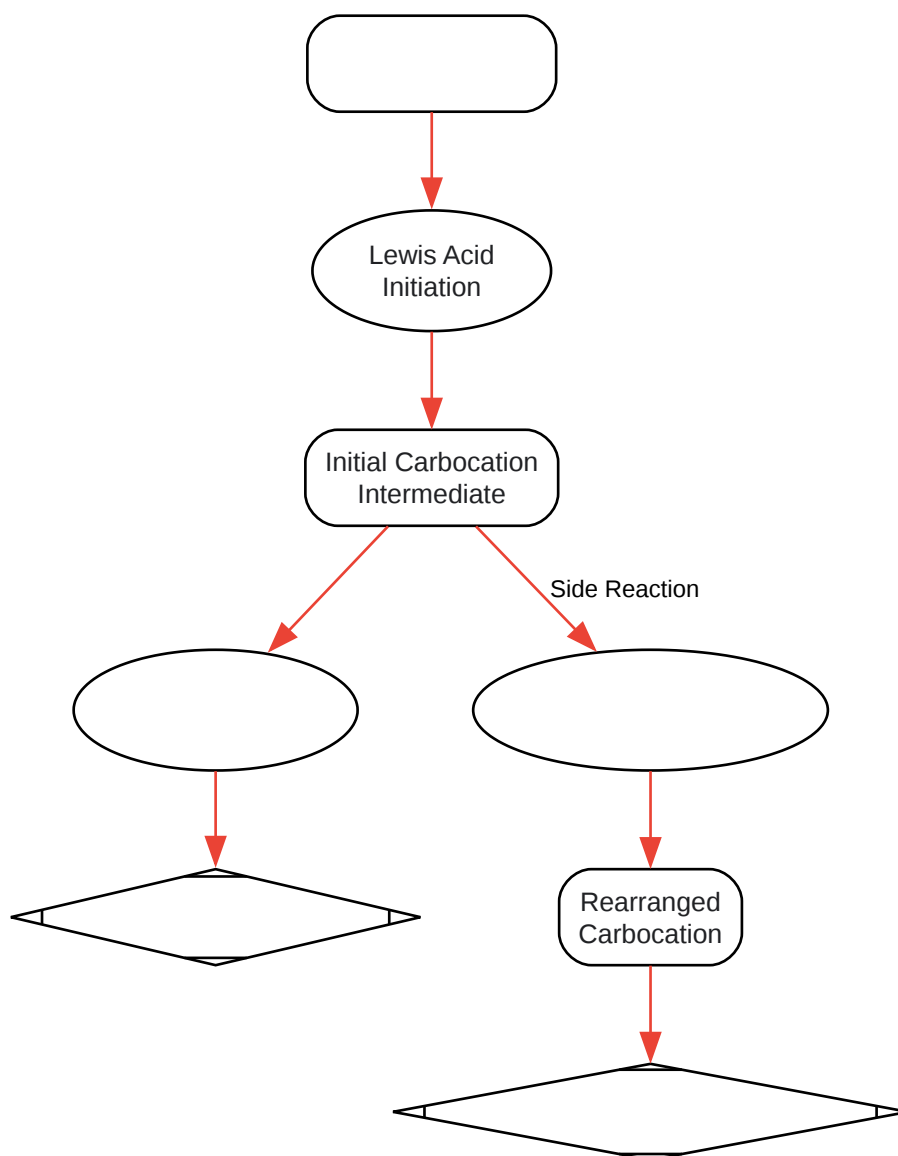 Lewis Acid
Initiation
Initial Carbocation
Intermediate
Side Reaction
Rearranged
Carbocation